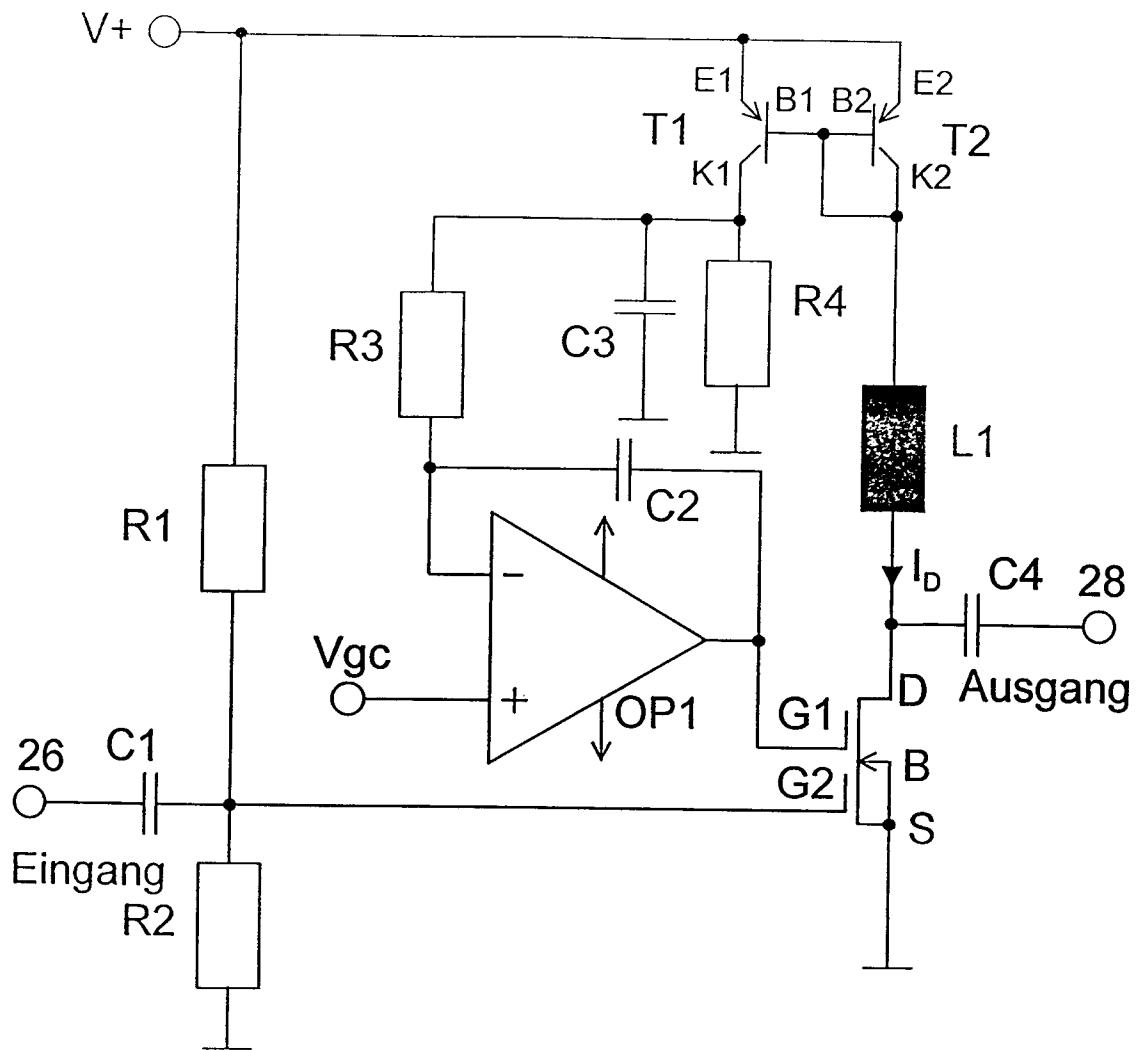 V+
E1
B1
B2
E2
T1
T2
K1
K2
R3
C3
R4
L1
R1
C2
I_D
C4
28
−
Vgc
+
OP1
G1
D
Ausgang
26
C1
G2
B
S
Eingang
R2